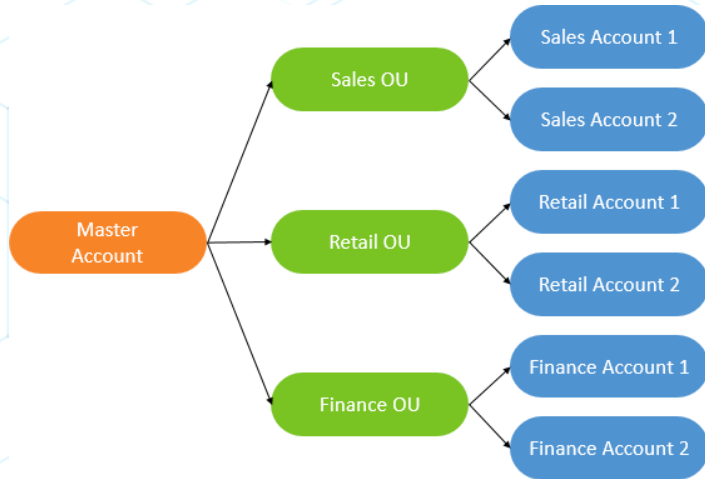 Master
Account
Sales OU
Retail OU
Finance OU
Sales Account 1
Sales Account 2
Retail Account 1
Retail Account 2
Finance Account 1
Finance Account 2